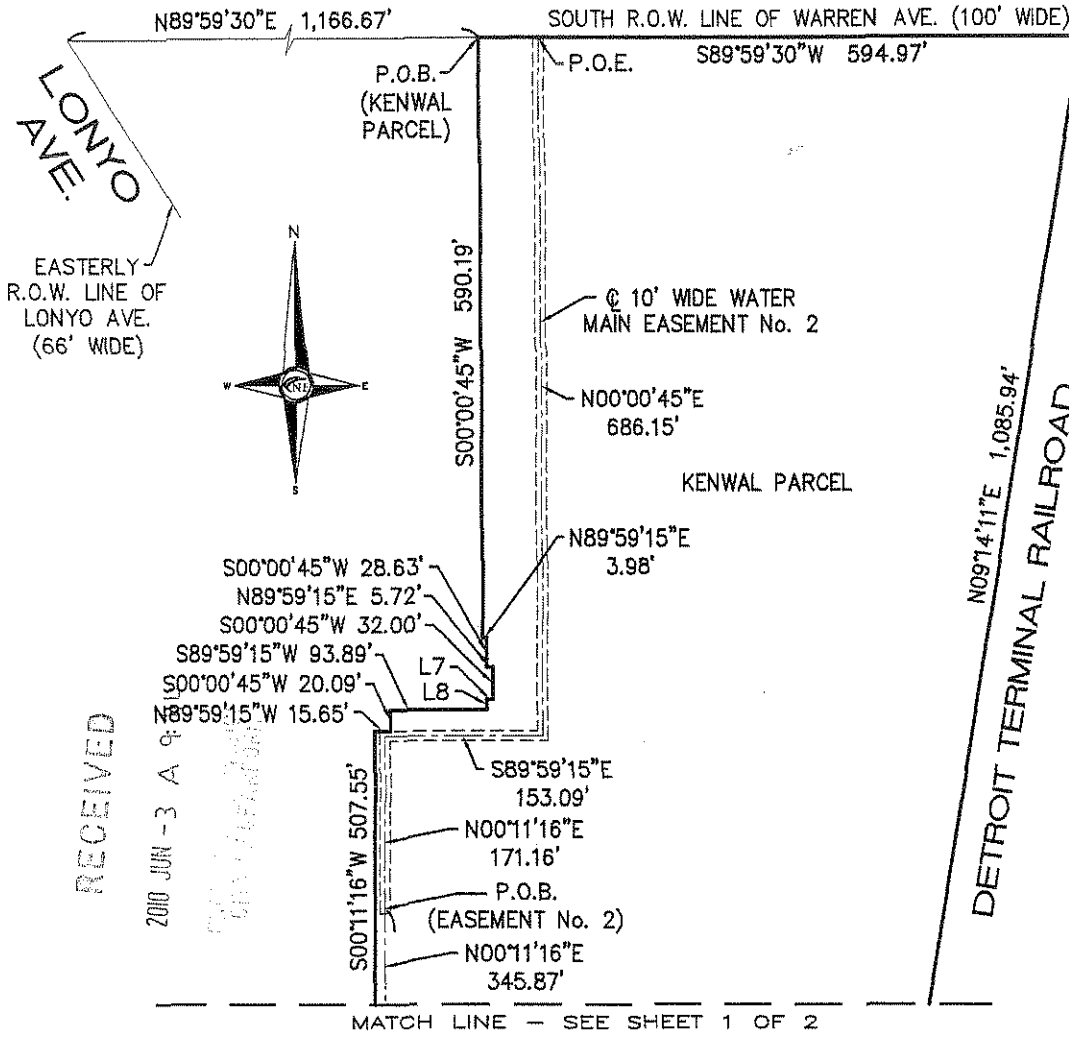 N89°59'30"E 1,166.67'
SOUTH R.O.W. LINE OF WARREN AVE. (100' WIDE)
S89°59'30"W 594.97'
P.O.B.
(KENWAL
PARCEL)
P.O.E.
LONYO
AVE.
EASTERLY
R.O.W. LINE OF
LONYO AVE.
(66' WIDE)
N
W
E
S
NE
S00°00'45"W 590.19'
℄ 10' WIDE WATER
MAIN EASEMENT No. 2
N00°00'45"E
686.15'
KENWAL PARCEL
N09°14'11"E 1,085.94'
DETROIT TERMINAL RAILROAD
N89°59'15"E
3.98'
S00°00'45"W 28.63'
N89°59'15"E 5.72'
S00°00'45"W 32.00'
S89°59'15"W 93.89'
L7
S00°00'45"W 20.09'
L8
N89°59'15"W 15.65'
S89°59'15"E
153.09'
N00°11'16"E
171.16'
P.O.B.
(EASEMENT No. 2)
N00°11'16"E
345.87'
S00°11'16"W 507.55'
RECEIVED
2010 JUN -3 A 9:
MATCH LINE – SEE SHEET 1 OF 2